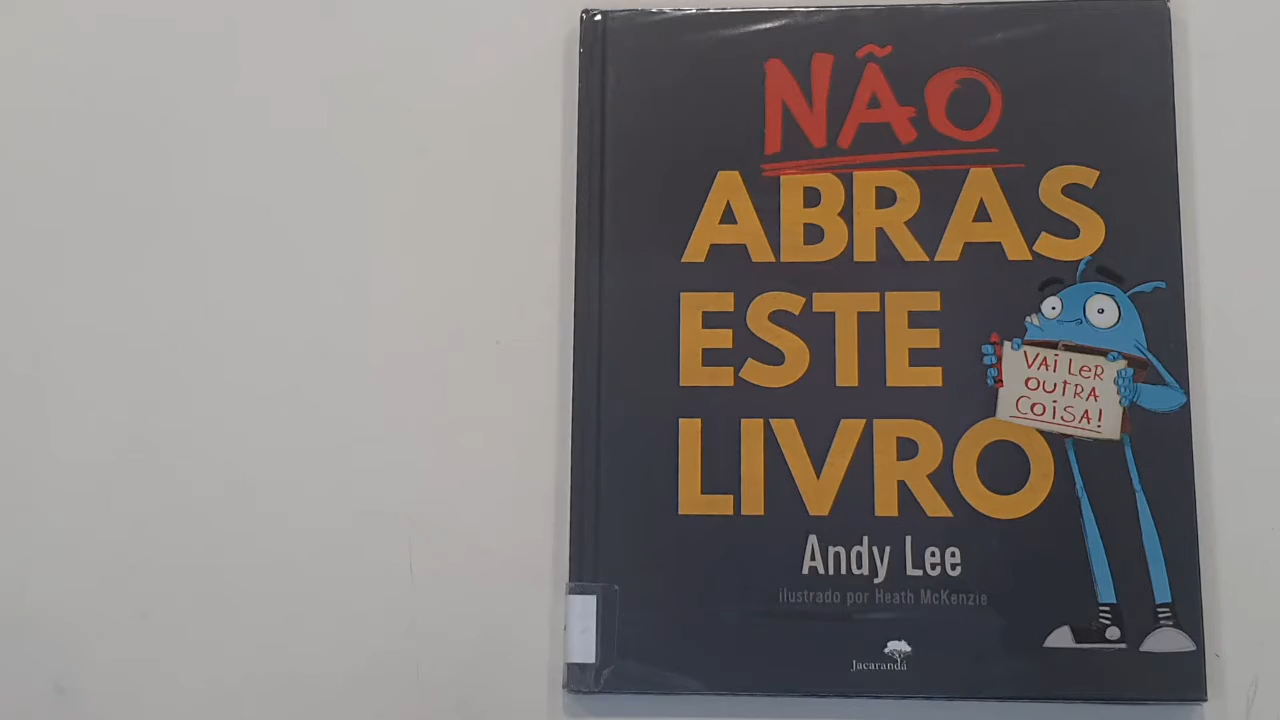 NÃO
ABRAS
ESTE
LIVRO
VAI LER
OUTRA
COISA!
Andy Lee
ilustrado por Heath McKenzie
Jacarandá